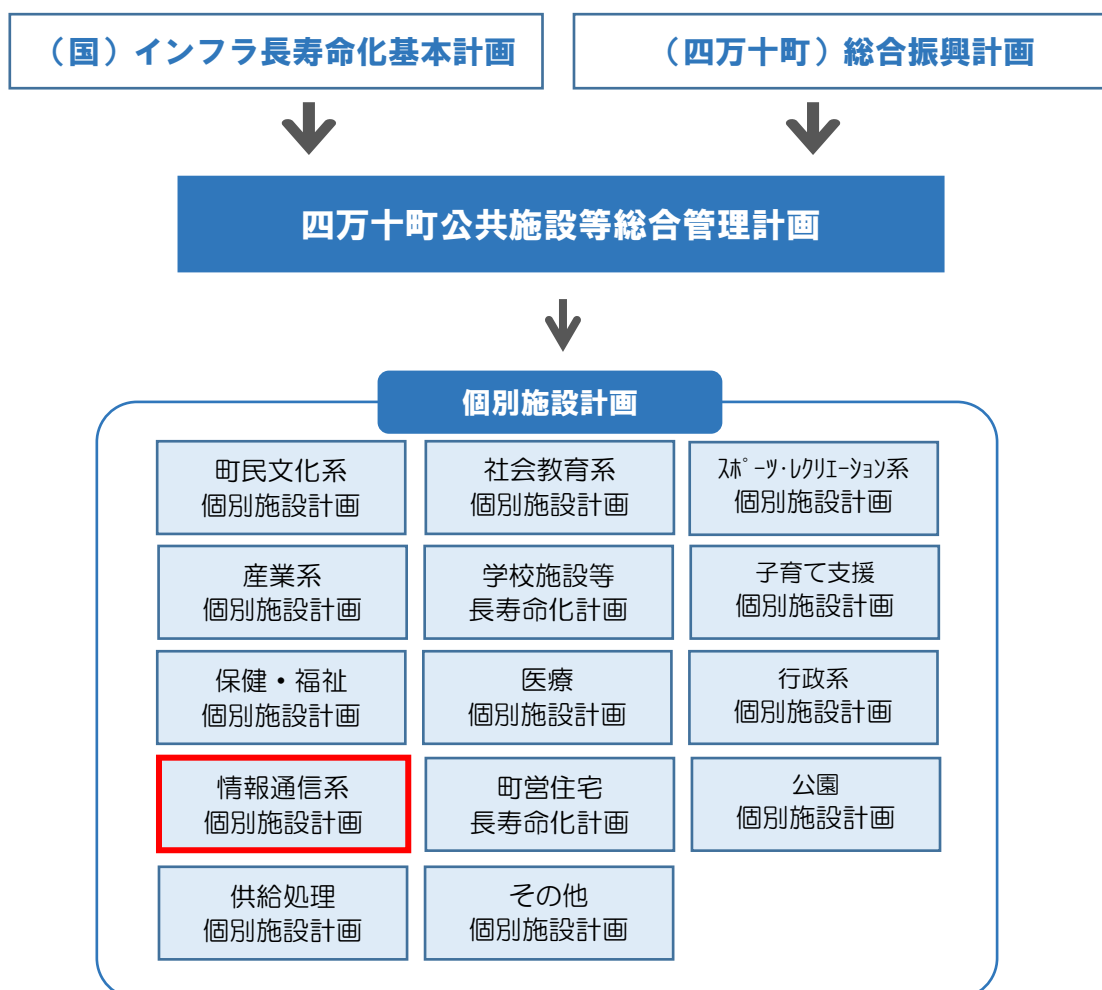 （国）インフラ長寿命化基本計画
（四万十町）総合振興計画
四万十町公共施設等総合管理計画
個別施設計画
町民文化系
個別施設計画
社会教育系
個別施設計画
ｽﾎﾟｰﾂ･ﾚｸﾘｴｰｼｮﾝ系
個別施設計画
産業系
個別施設計画
学校施設等
長寿命化計画
子育て支援
個別施設計画
保健・福祉
個別施設計画
医療
個別施設計画
行政系
個別施設計画
情報通信系
個別施設計画
町営住宅
長寿命化計画
公園
個別施設計画
供給処理
個別施設計画
その他
個別施設計画